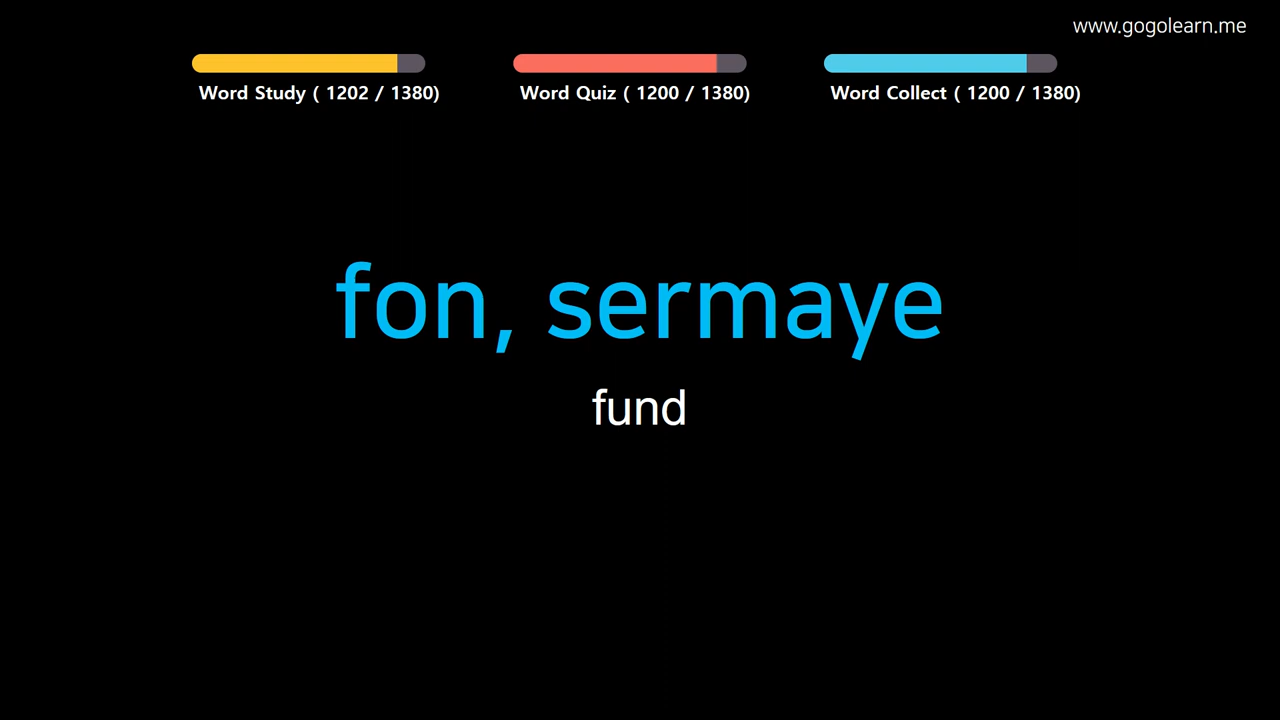 www.gogolearn.me
Word Study ( 1202 / 1380)
Word Quiz ( 1200 / 1380)
Word Collect ( 1200 / 1380)
fon, sermaye
fund